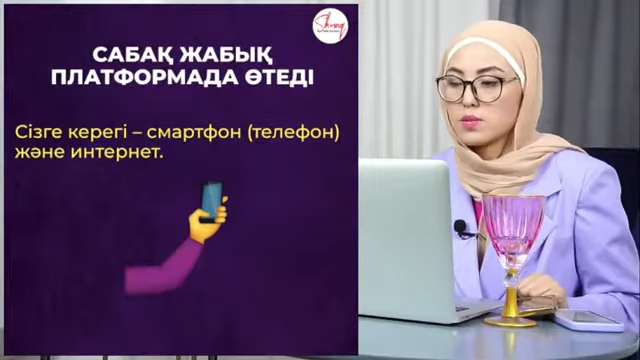 САБАҚ ЖАБЫҚ
ПЛАТФОРМАДА ӨТЕДІ
Сізге керегі – смартфон (телефон)
және интернет.